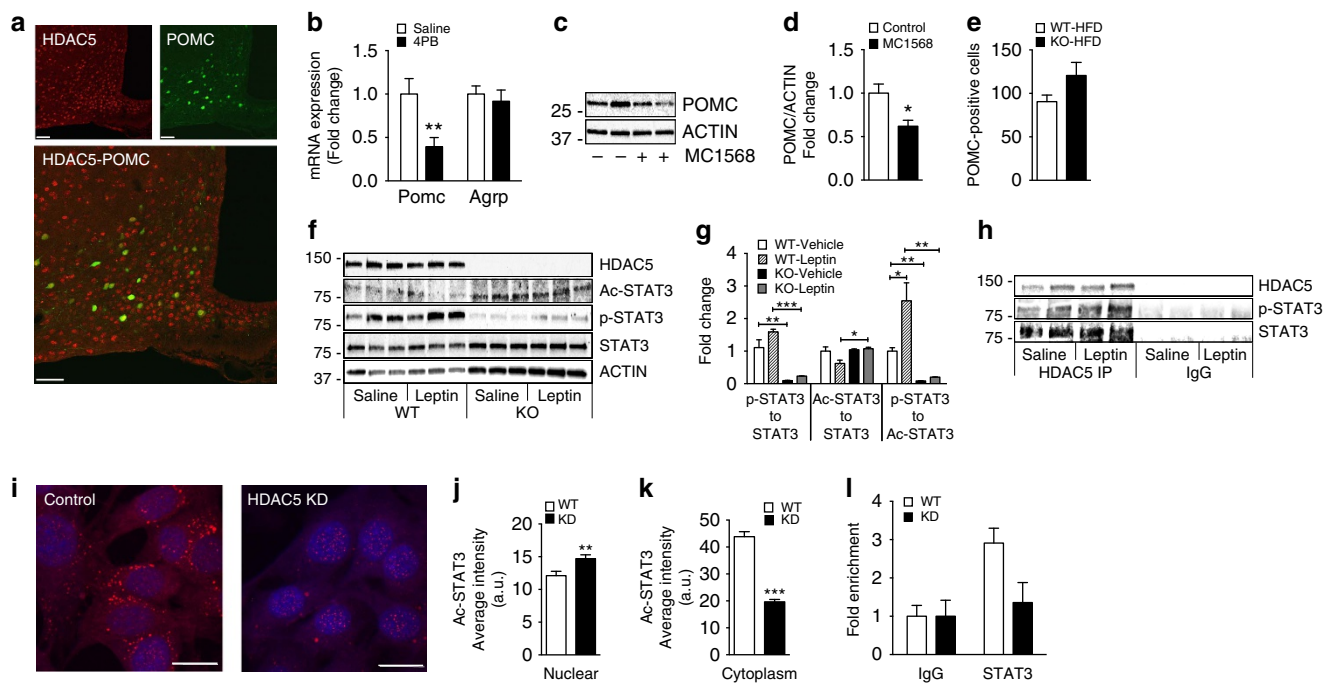 a
HDAC5
POMC
HDAC5-POMC
b
Saline
4PB
mRNA expression
(Fold change)
1.5
1.0
0.5
0.0
**
Pomc
Agrp
c
25 -
37 -
POMC
ACTIN
– – + + MC1568
d
Control
MC1568
POMC/ACTIN
Fold change
1.5
1.0
0.5
0.0
*
e
WT-HFD
KO-HFD
POMC-positive cells
150
100
50
0
f
150 -
75 -
75 -
75 -
37 -
HDAC5
Ac-STAT3
p-STAT3
STAT3
ACTIN
Saline Leptin Saline Leptin
WT KO
g
WT-Vehicle
WT-Leptin
KO-Vehicle
KO-Leptin
Fold change
4
3
2
1
0
**
***
*
*
**
**
p-STAT3
to
STAT3
Ac-STAT3
to
STAT3
p-STAT3
to
Ac-STAT3
h
150 -
75 -
75 -
HDAC5
p-STAT3
STAT3
Saline Leptin Saline Leptin
HDAC5 IP IgG
i
Control
HDAC5 KD
j
WT
KD
Ac-STAT3
Average intensity
(a.u.)
20
15
10
5
0
**
Nuclear
k
WT
KD
Ac-STAT3
Average intensity
(a.u.)
50
40
30
20
10
0
***
Cytoplasm
l
WT
KD
Fold enrichment
4
3
2
1
0
IgG
STAT3